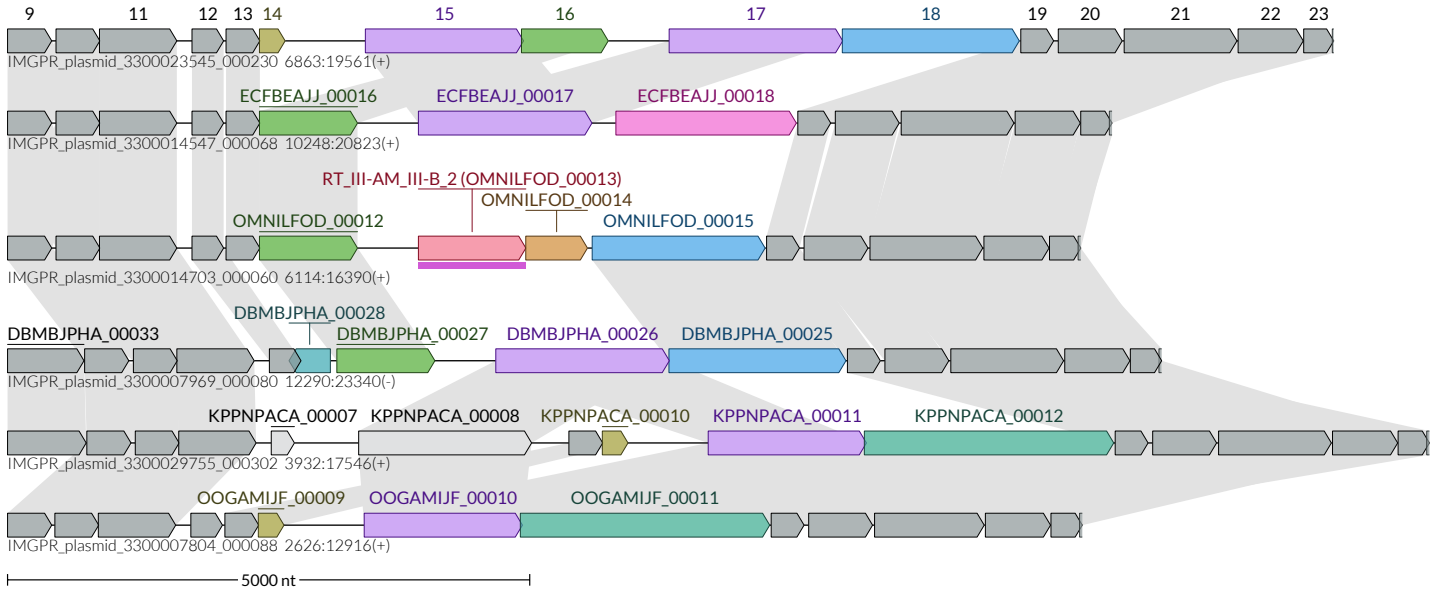 9 11 12 13 14 15 16 17 18 19 20 21 22 23
IMGPR_plasmid_3300023545_000230 6863:19561(+)
ECFBEAJJ_00016 ECFBEAJJ_00017 ECFBEAJJ_00018
IMGPR_plasmid_3300014547_000068 10248:20823(+)
RT_III-AM_III-B_2 (OMNILFOD_00013)
OMNILFOD_00014
OMNILFOD_00012 OMNILFOD_00015
IMGPR_plasmid_3300014703_000060 6114:16390(+)
DBMBJPHA_00028
DBMBJPHA_00033 DBMBJPHA_00027 DBMBJPHA_00026 DBMBJPHA_00025
IMGPR_plasmid_3300007969_000080 12290:23340(-)
KPPNPACA_00007 KPPNPACA_00008 KPPNPACA_00010 KPPNPACA_00011 KPPNPACA_00012
IMGPR_plasmid_3300029755_000302 3932:17546(+)
OOGAMIJF_00009 OOGAMIJF_00010 OOGAMIJF_00011
IMGPR_plasmid_3300007804_000088 2626:12916(+)
5000 nt